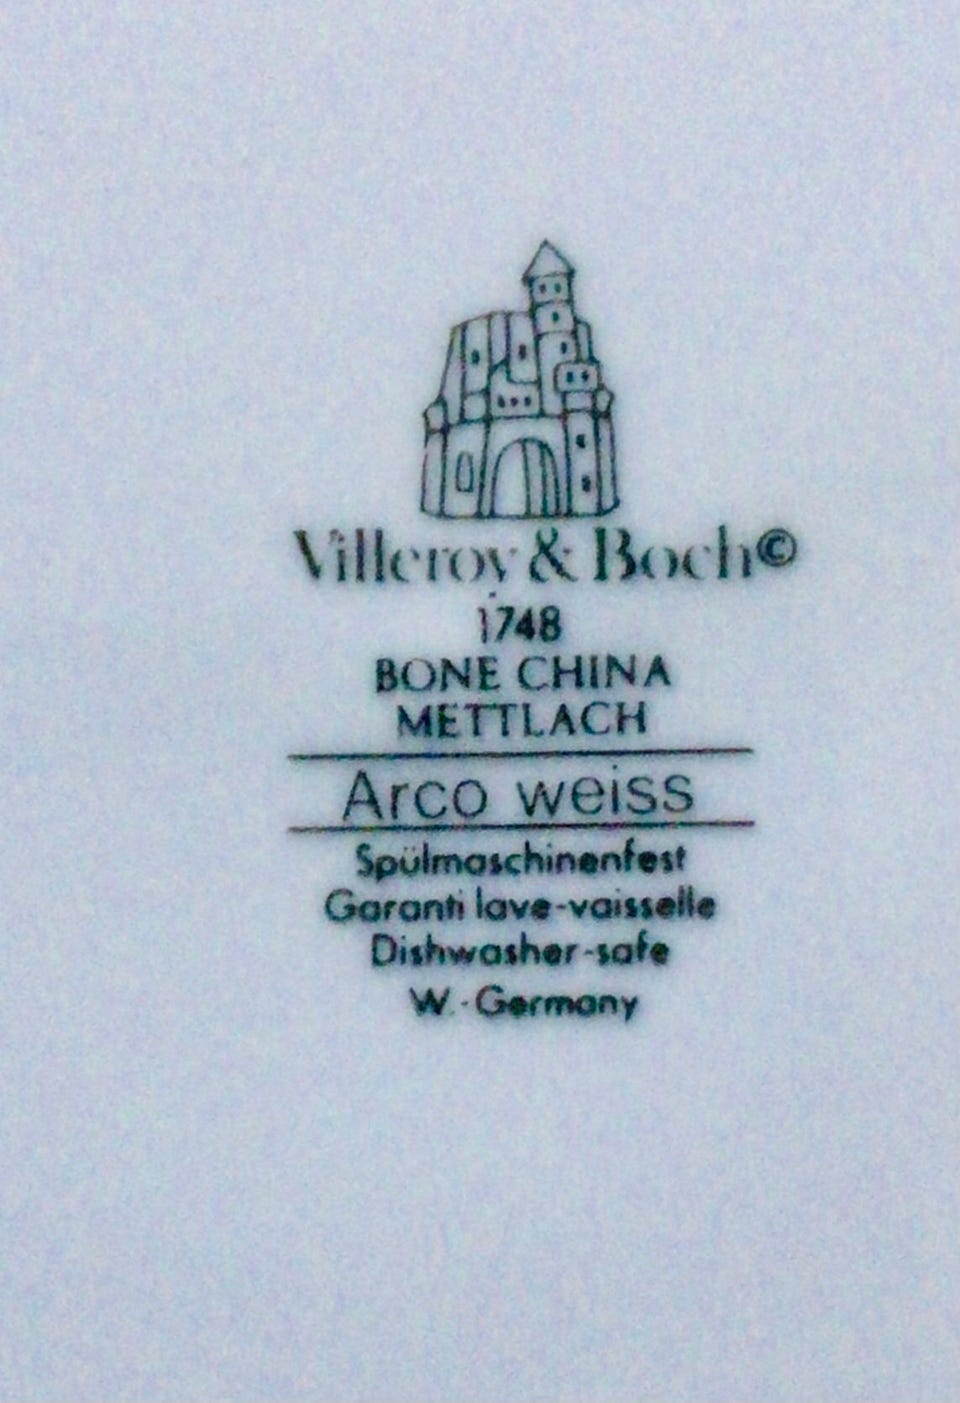 Villeroy & Boch©
1748
BONE CHINA
METTLACH
Arco weiss
Spülmaschinenfest
Garanti lave-vaisselle
Dishwasher-safe
W.-Germany